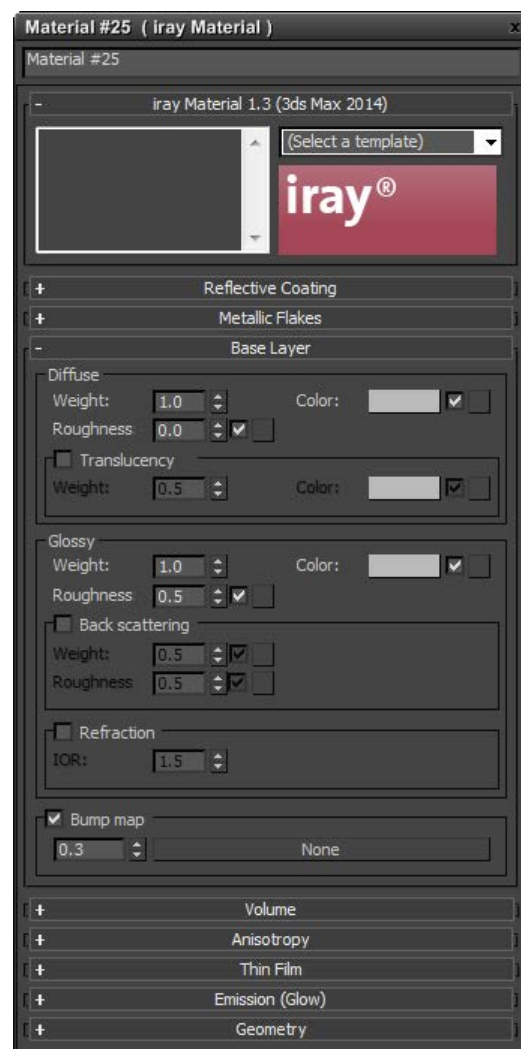 Material #25 ( iray Material ) x
Material #25
- iray Material 1.3 (3ds Max 2014)
(Select a template)
iray®
+ Reflective Coating
+ Metallic Flakes
- Base Layer
Diffuse
Weight: 1.0 Color:
Roughness 0.0
Translucency
Weight: 0.5 Color:
Glossy
Weight: 1.0 Color:
Roughness 0.5
Back scattering
Weight: 0.5
Roughness 0.5
Refraction
IOR: 1.5
Bump map
0.3 None
+ Volume
+ Anisotropy
+ Thin Film
+ Emission (Glow)
+ Geometry